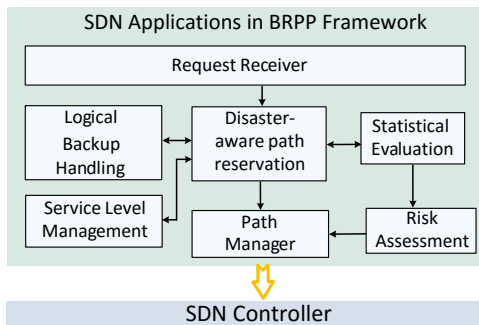 SDN Applications in BRPP Framework
Request Receiver
Logical
Backup
Handling
Disaster-
aware path
reservation
Statistical
Evaluation
Service Level
Management
Path
Manager
Risk
Assessment
SDN Controller